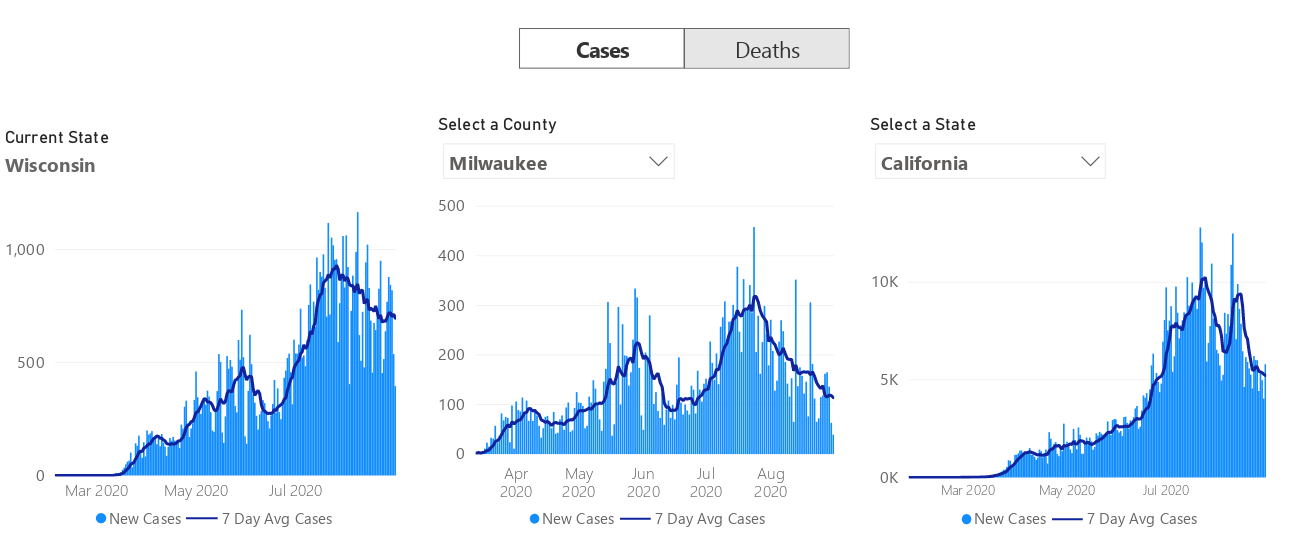 Cases Deaths
Current State
Wisconsin
1,000
500
0
Mar 2020 May 2020 Jul 2020
New Cases 7 Day Avg Cases
Select a County
Milwaukee
500
400
300
200
100
0
Apr 2020 May 2020 Jun 2020 Jul 2020 Aug 2020
New Cases 7 Day Avg Cases
Select a State
California
10K
5K
0K
Mar 2020 May 2020 Jul 2020
New Cases 7 Day Avg Cases